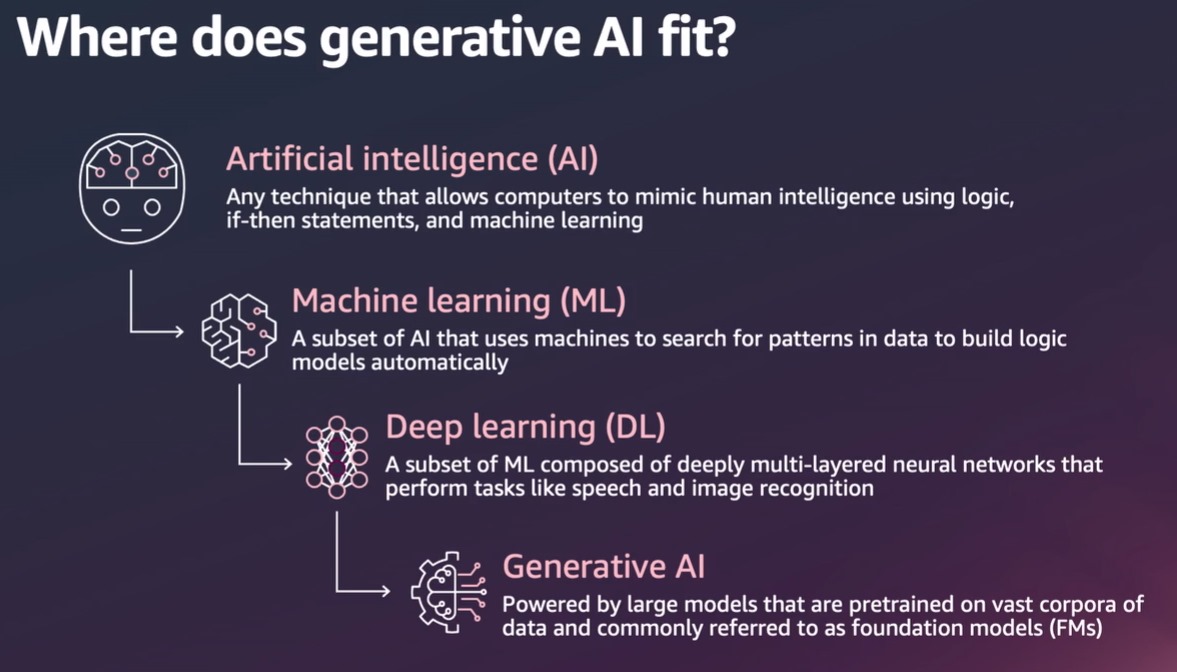 Where does generative AI fit?
Artificial intelligence (AI)
Any technique that allows computers to mimic human intelligence using logic,
if-then statements, and machine learning
Machine learning (ML)
A subset of AI that uses machines to search for patterns in data to build logic
models automatically
Deep learning (DL)
A subset of ML composed of deeply multi-layered neural networks that
perform tasks like speech and image recognition
Generative AI
Powered by large models that are pretrained on vast corpora of
data and commonly referred to as foundation models (FMs)